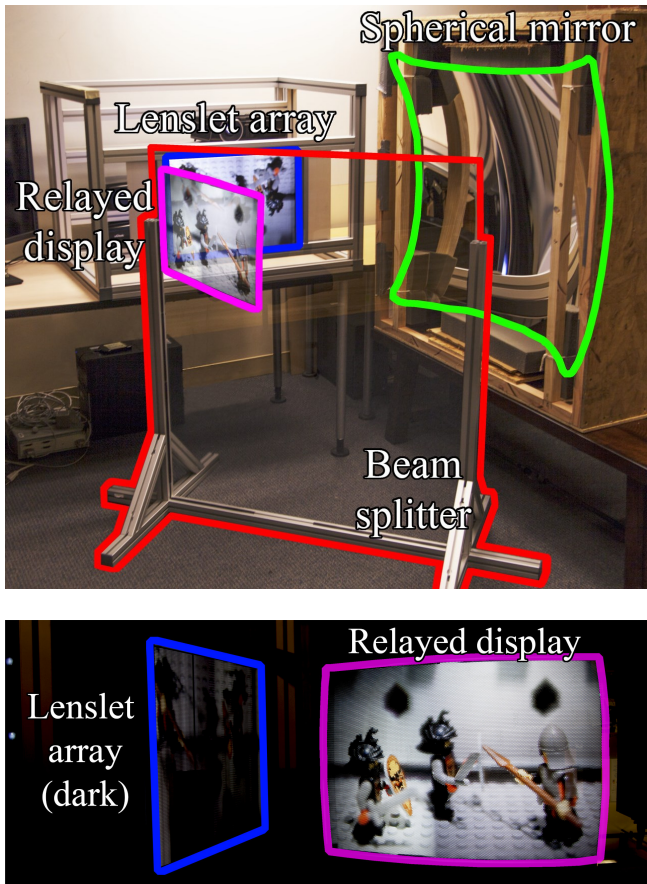 Spherical mirror
Lenslet array
Relayed
display
Beam
splitter
Relayed display
Lenslet
array
(dark)